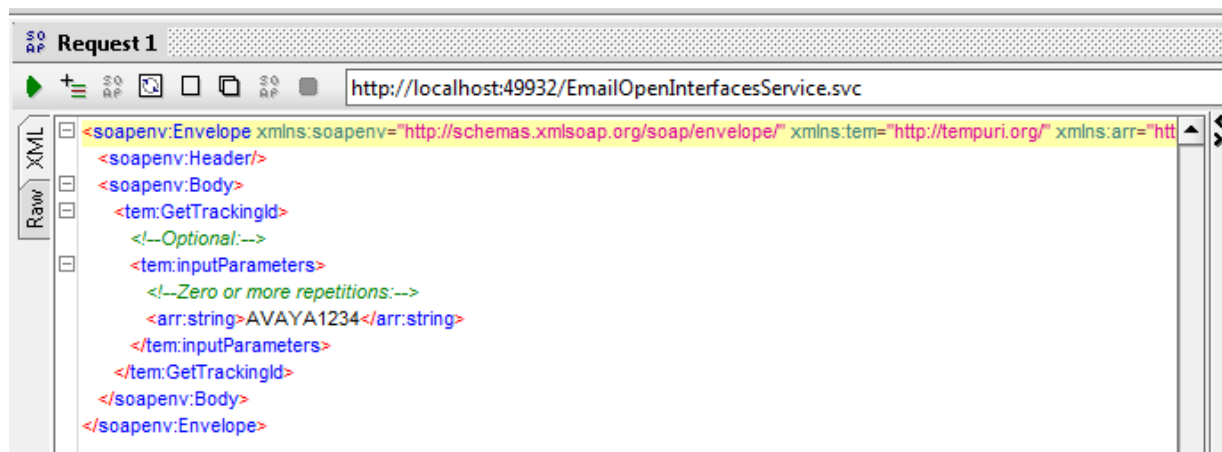 Request 1
http://localhost:49932/EmailOpenInterfacesService.svc
XML
Raw
<soapenv:Envelope xmlns:soapenv="http://schemas.xmlsoap.org/soap/envelope/" xmlns:tem="http://tempuri.org/" xmlns:arr="htt
<soapenv:Header/>
<soapenv:Body>
<tem:GetTrackingId>
<!--Optional:-->
<tem:inputParameters>
<!--Zero or more repetitions:-->
<arr:string>AVAYA1234</arr:string>
</tem:inputParameters>
</tem:GetTrackingId>
</soapenv:Body>
</soapenv:Envelope>